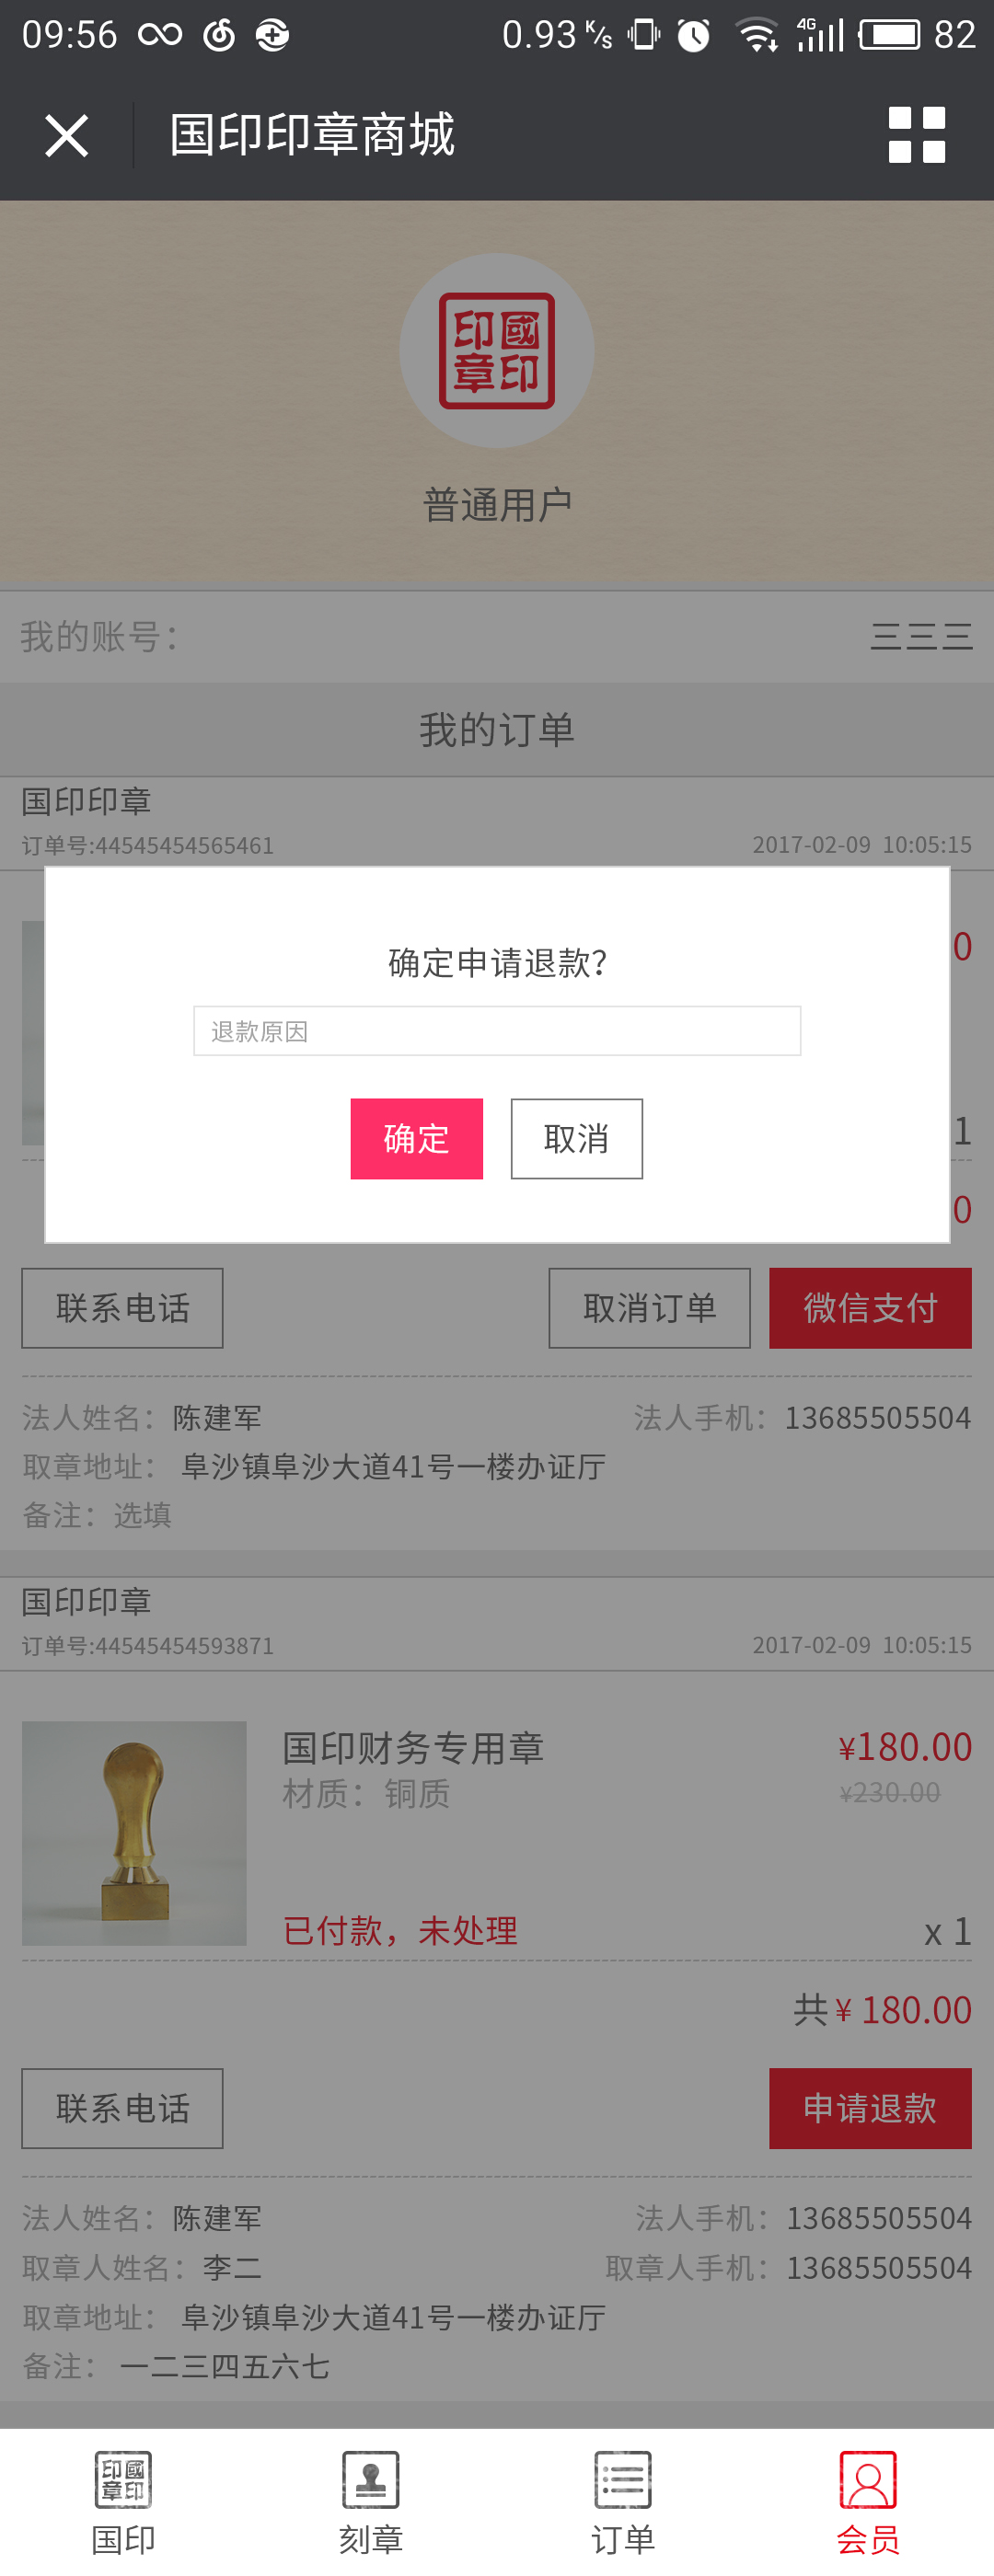 09:56 0.93 K/s 4G 82
国印印章商城
印國
章印
普通用户
我的账号： 三三三
我的订单
国印印章
订单号:44545454565461 2017-02-09 10:05:15
0
确定申请退款？
退款原因
确定 取消
1
0
联系电话 取消订单 微信支付
法人姓名：陈建军 法人手机：13685505504
取章地址： 阜沙镇阜沙大道41号一楼办证厅
备注：选填
国印印章
订单号:44545454593871 2017-02-09 10:05:15
国印财务专用章 ¥180.00
材质：铜质 ¥230.00
已付款，未处理 x 1
共 ¥ 180.00
联系电话 申请退款
法人姓名：陈建军 法人手机：13685505504
取章人姓名：李二 取章人手机：13685505504
取章地址： 阜沙镇阜沙大道41号一楼办证厅
备注： 一二三四五六七
印國
章印
国印 刻章 订单 会员